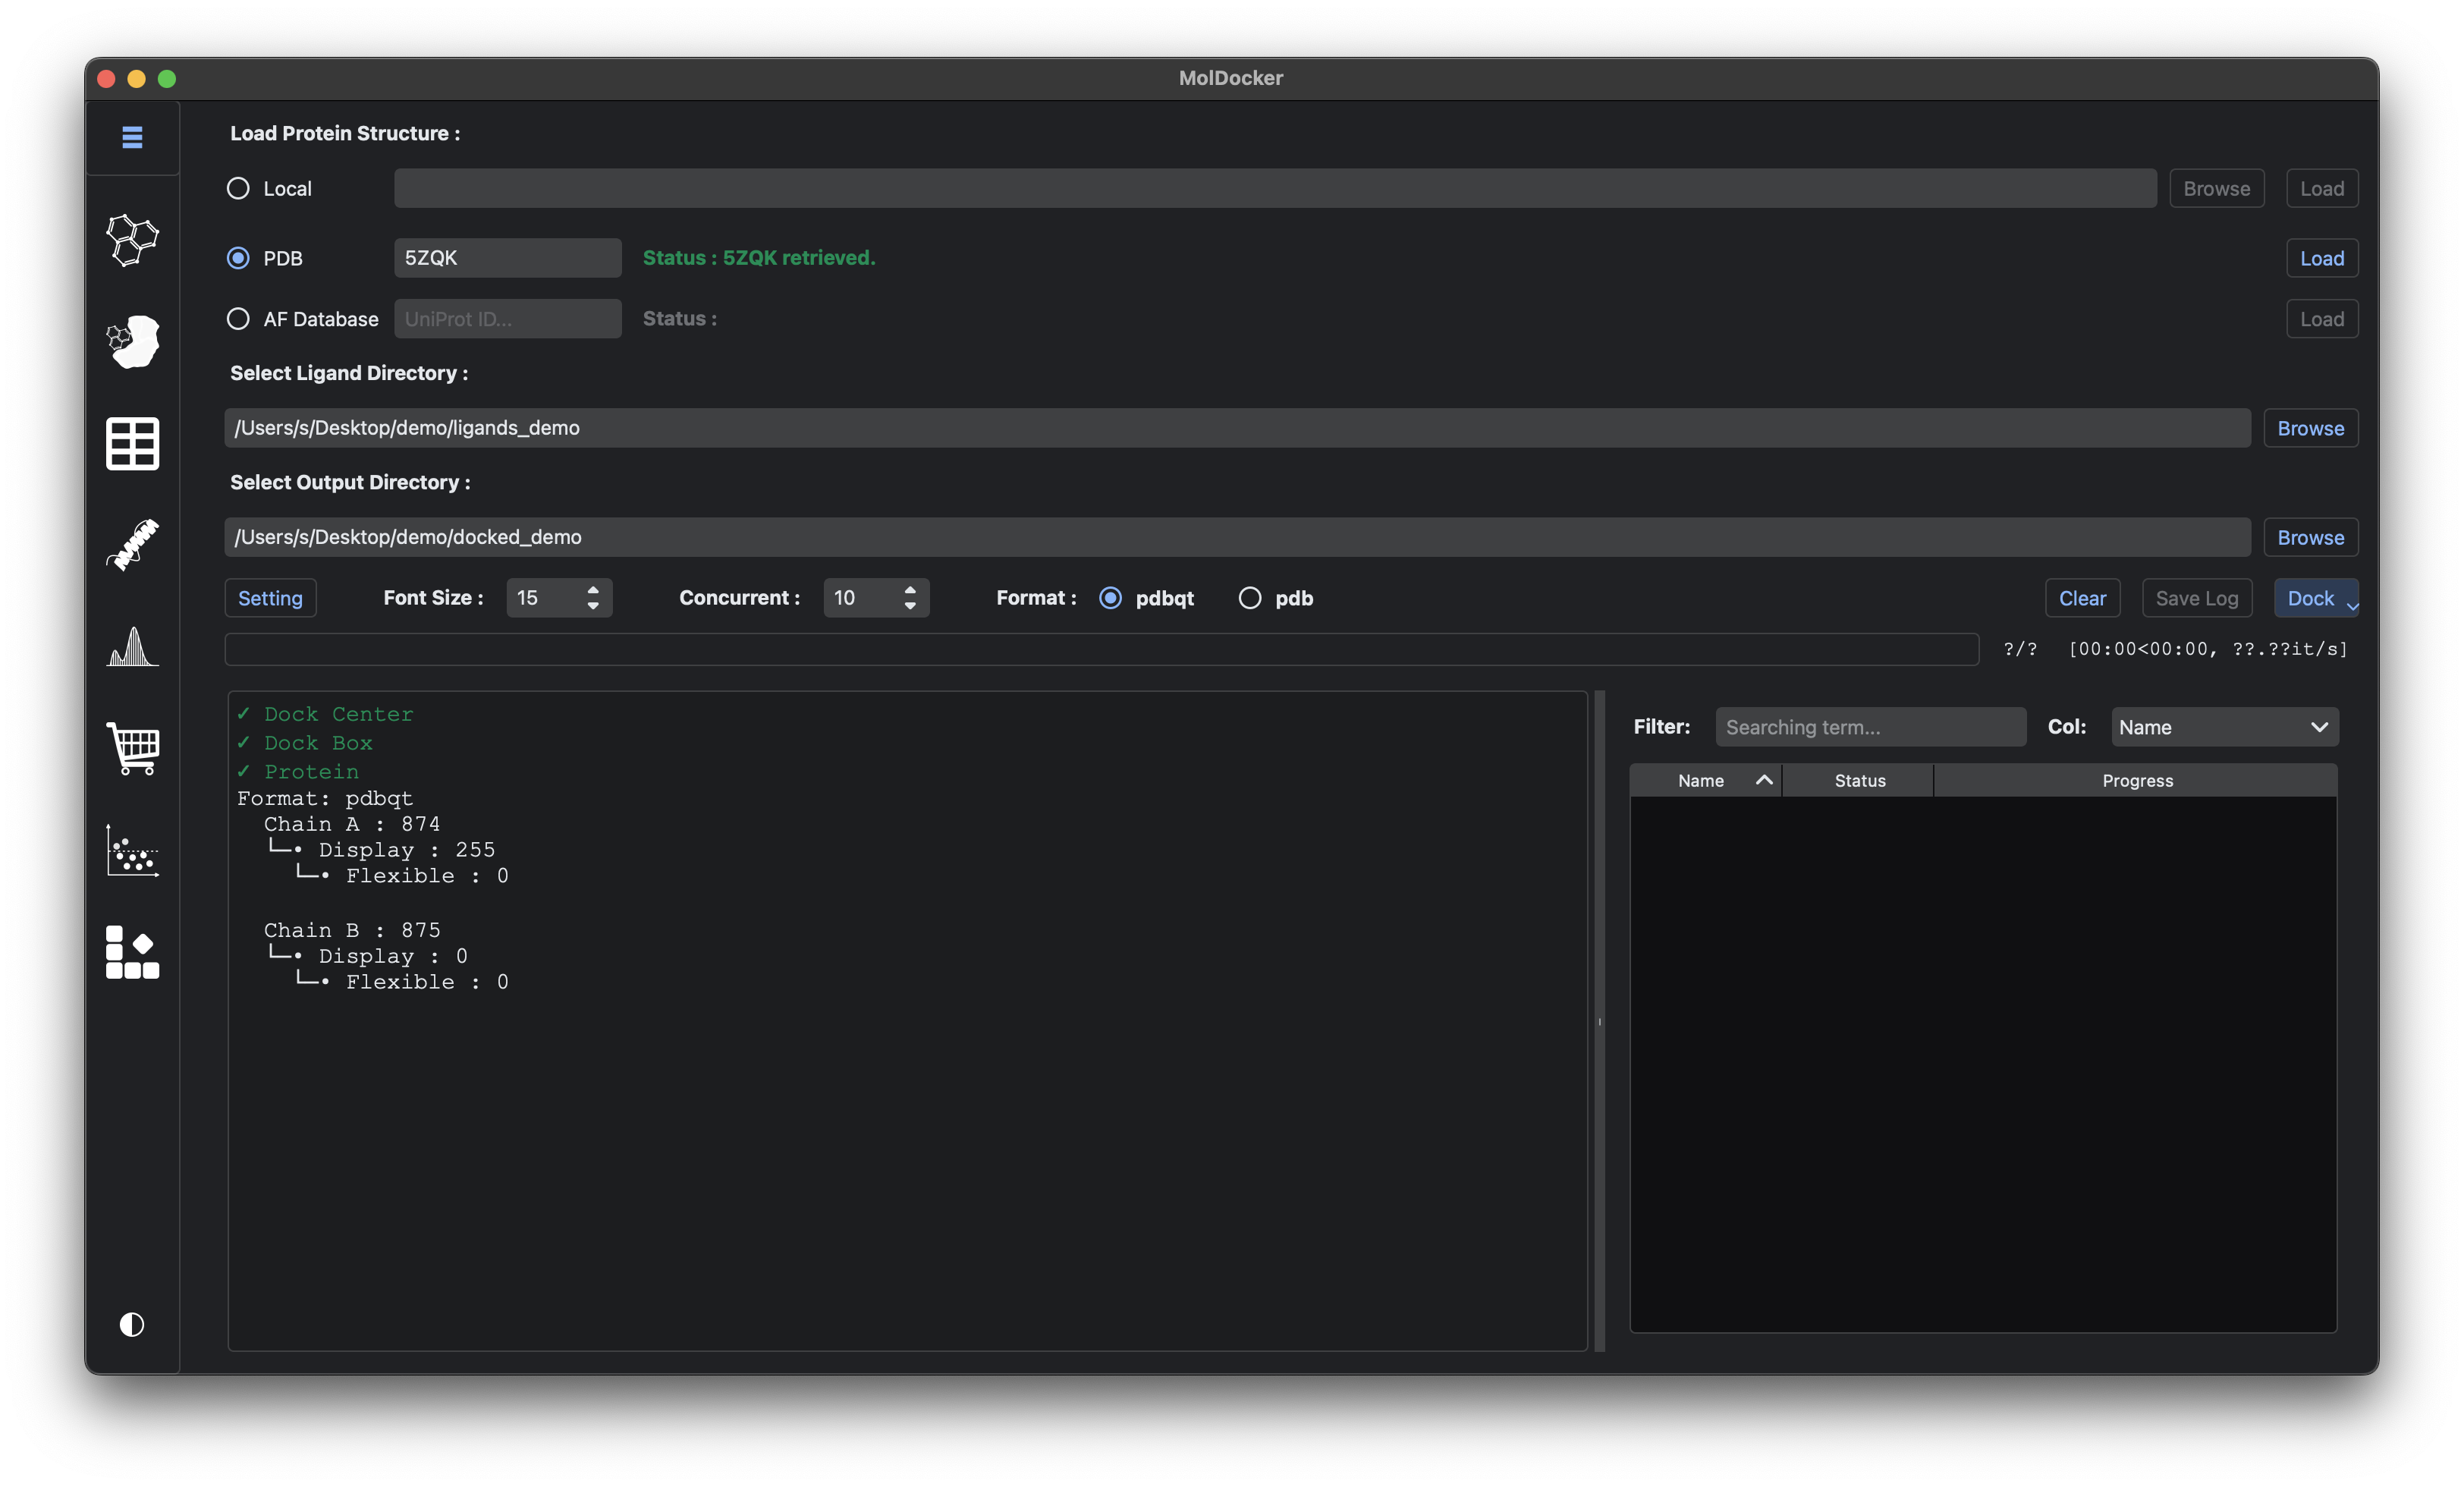 MolDocker
Load Protein Structure :
Local
Browse
Load
PDB
5ZQK
Status : 5ZQK retrieved.
Load
AF Database
UniProt ID...
Status :
Load
Select Ligand Directory :
/Users/s/Desktop/demo/ligands_demo
Browse
Select Output Directory :
/Users/s/Desktop/demo/docked_demo
Browse
Setting
Font Size :
15
Concurrent :
10
Format :
pdbqt
pdb
Clear
Save Log
Dock
?/? [00:00<00:00, ??.??it/s]
✓ Dock Center
✓ Dock Box
✓ Protein
Format: pdbqt
Chain A : 874
└─• Display : 255
└─• Flexible : 0
Chain B : 875
└─• Display : 0
└─• Flexible : 0
Filter:
Searching term...
Col:
Name
Name
Status
Progress